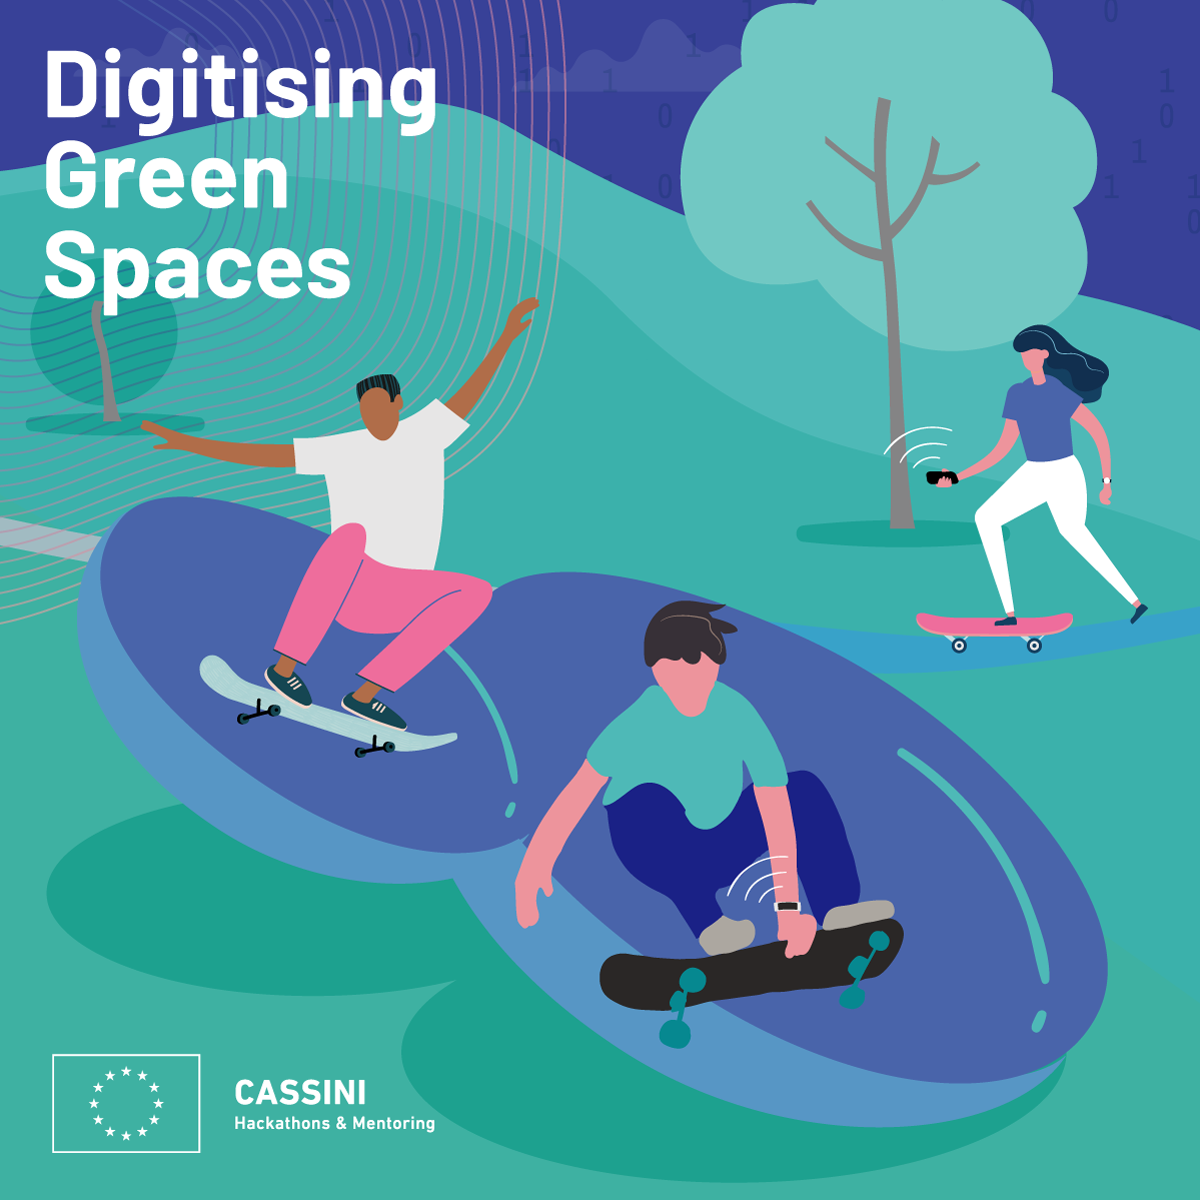 Digitising
Green
Spaces
CASSINI
Hackathons & Mentoring